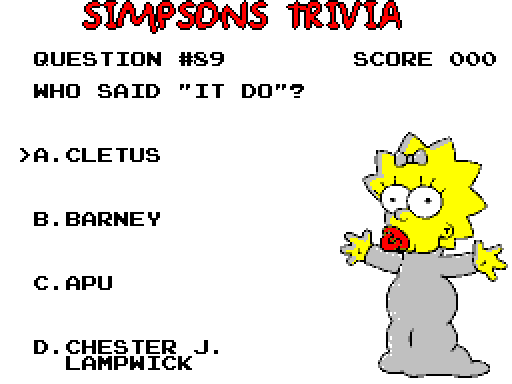 SIMPSONS TRIVIA
QUESTION #89 SCORE 000
WHO SAID "IT DO"?
>A.CLETUS
B.BARNEY
C.APU
D.CHESTER J.
LAMPWICK